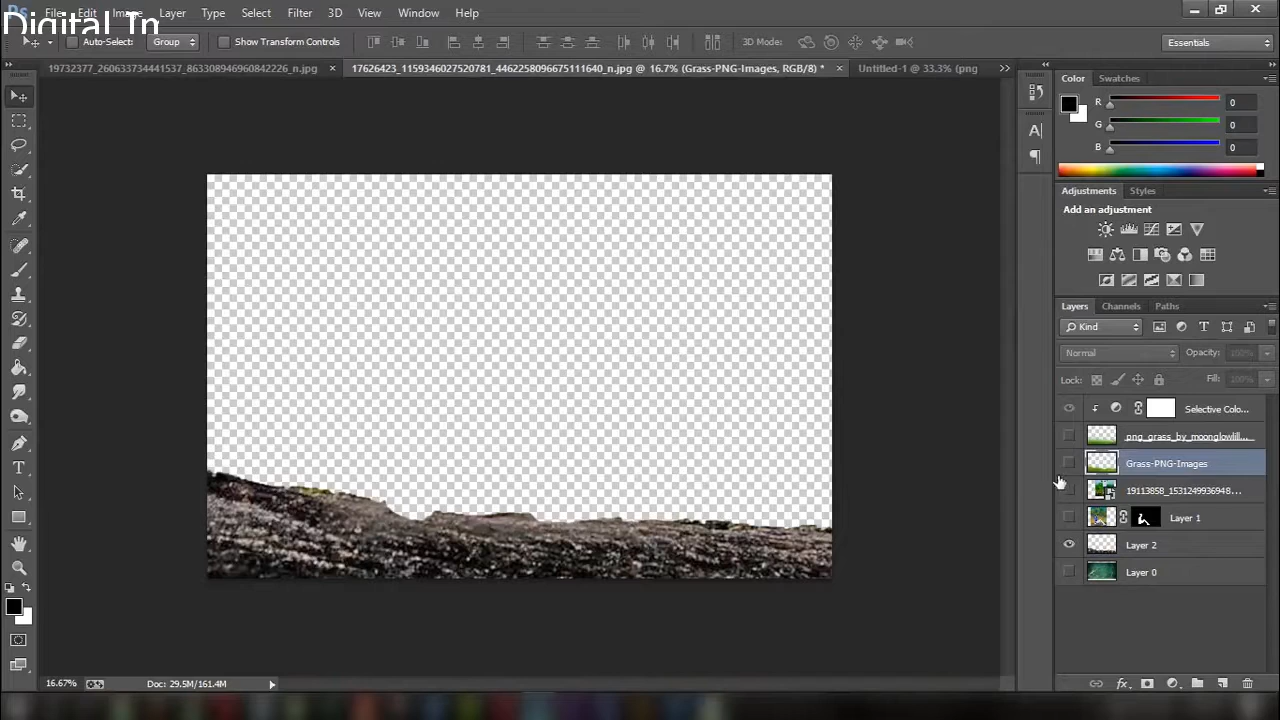 Ps File Edit Image Layer Type Select Filter 3D View Window Help
Digital Tn
Auto-Select: Group Show Transform Controls 3D Mode: Essentials
19732377_260633734441537_863308946960842226_n.jpg × 17626423_1159346027520781_4462258096675111640_n.jpg @ 16.7% (Grass-PNG-Images, RGB/8) * × Untitled-1 @ 33.3% (png
Color Swatches
R 0
G 0
B 0
Adjustments Styles
Add an adjustment
Layers Channels Paths
Kind
Normal Opacity: 100%
Lock: Fill: 100%
Selective Colo...
png_grass_by_moonglowlill...
Grass-PNG-Images
19113858_1531249936948...
Layer 1
Layer 2
Layer 0
16.67% Doc: 29.5M/161.4M